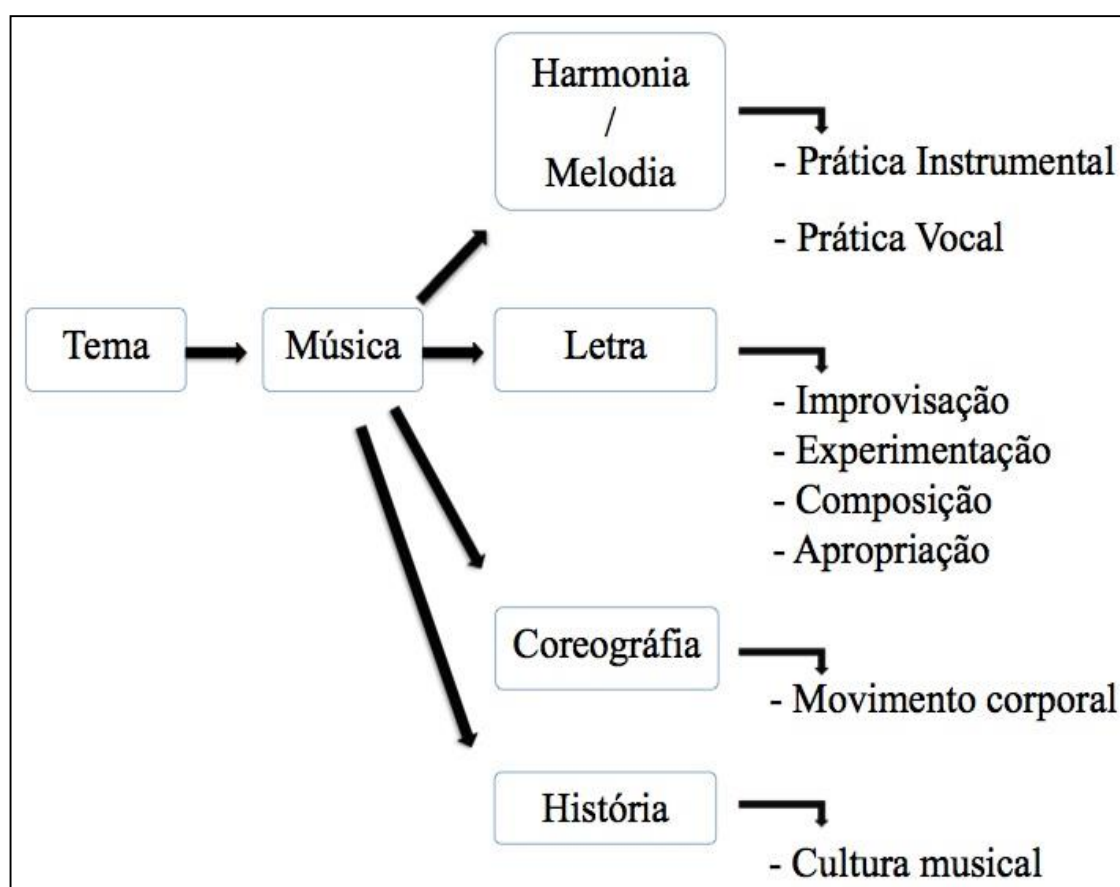 Harmonia
/
Melodia
- Prática Instrumental
- Prática Vocal
Tema
Música
Letra
- Improvisação
- Experimentação
- Composição
- Apropriação
Coreográfia
- Movimento corporal
História
- Cultura musical